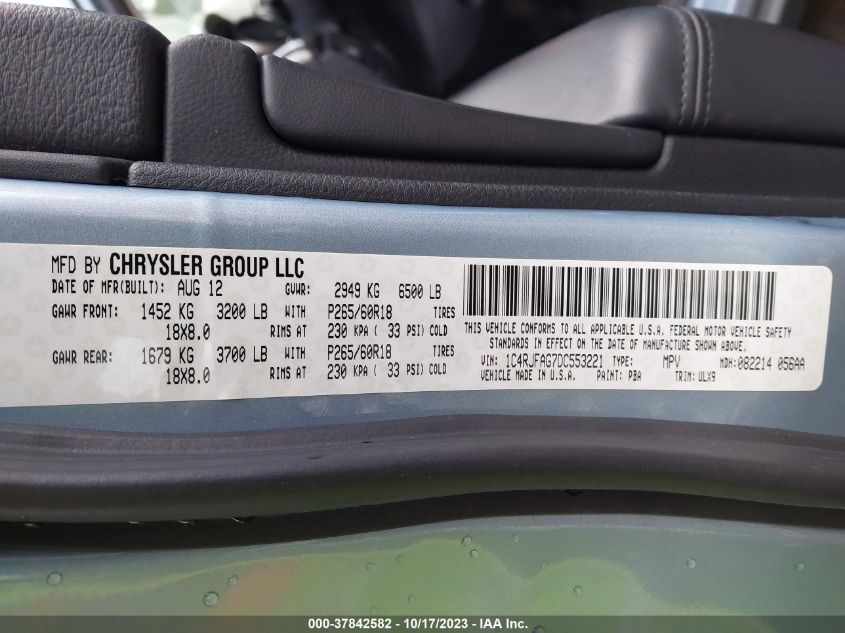 MFD BY CHRYSLER GROUP LLC
DATE OF MFR(BUILT): AUG 12 GVWR: 2949 KG 6500 LB
GAWR FRONT: 1452 KG 3200 LB WITH P265/60R18 TIRES
18X8.0 RIMS AT 230 KPA ( 33 PSI) COLD
GAWR REAR: 1679 KG 3700 LB WITH P265/60R18 TIRES
18X8.0 RIMS AT 230 KPA ( 33 PSI) COLD
THIS VEHICLE CONFORMS TO ALL APPLICABLE U.S.A. FEDERAL MOTOR VEHICLE SAFETY
STANDARDS IN EFFECT ON THE DATE OF MANUFACTURE SHOWN ABOVE.
VIN: 1C4RJFAG7DC553221 TYPE: MPV MDH: 082214 056AA
VEHICLE MADE IN U.S.A. PAINT: PBA TRIM: ULX9
000-37842582 - 10/17/2023 - IAA Inc.